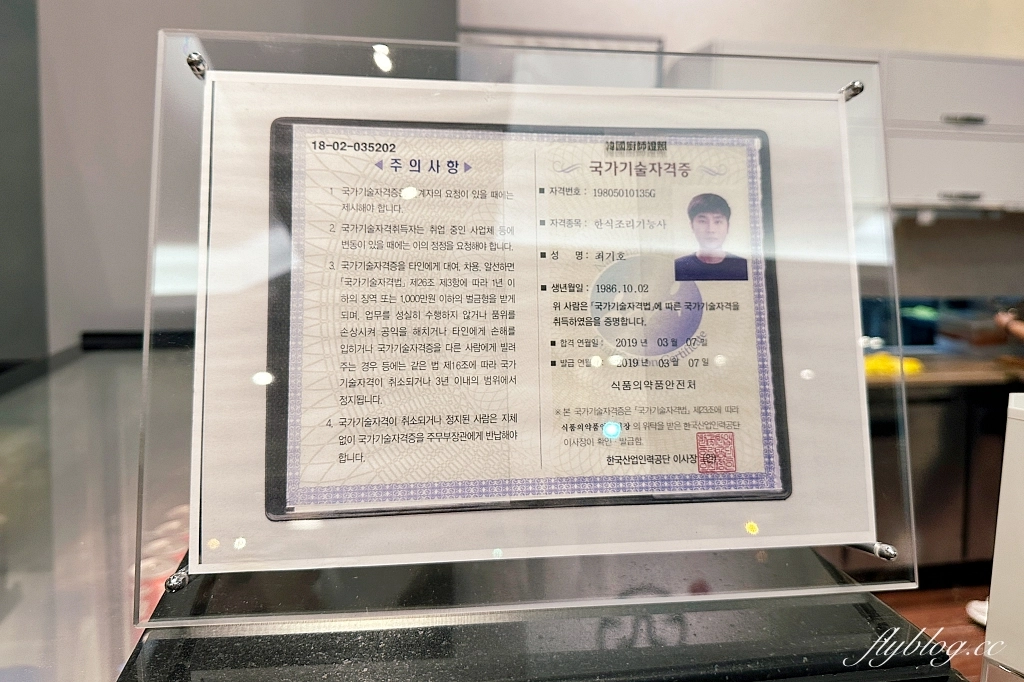 18-02-035202
◀주의사항▶
1. 국가기술자격증은 계자의 요청이 있을 때에는
제시해야 합니다.
2. 국가기술자격취득자는 취업 중인 사업체 등에
변동이 있을 때에는 이의 정정을 요청해야 합니다.
3. 국가기술자격증을 타인에게 대여, 차용, 알선하면
「국가기술자격법」 제26조 제3항에 따라 1년 이
하의 징역 또는 1,000만원 이하의 벌금형을 받게
되며, 업무를 성실히 수행하지 않거나 품위를
손상시켜 공익을 해치거나 타인에게 손해를
입히거나 국가기술자격증을 다른 사람에게 빌려
주는 경우 등에는 같은 법 제16조에 따라 국가
기술자격이 취소되거나 3년 이내의 범위에서
정지됩니다.
4. 국가기술자격이 취소되거나 정지된 사람은 지체
없이 국가기술자격증을 주무부장관에게 반납해야
합니다.
韓國廚師證照
국가기술자격증
■ 자격번호 : 19805010135G
■ 자격종목 : 한식조리기능사
■ 성 명 : 최기호
■ 생년월일 : 1986.10.02
위 사람은 「국가기술자격법」에 따른 국가기술자격을
취득하였음을 증명합니다.
■ 합격 연월일 : 2019 년 03 월 07 일
■ 발급 연월일 : 2019 년 03 월 07 일
식품의약품안전처
※ 본 국가기술자격증은 「국가기술자격법」 제23조에 따라
식품의약품 장 의 위탁을 받은 한국산업인력공단
이사장이 확인·발급함.
한국산업인력공단 이사장
flyblog.cc